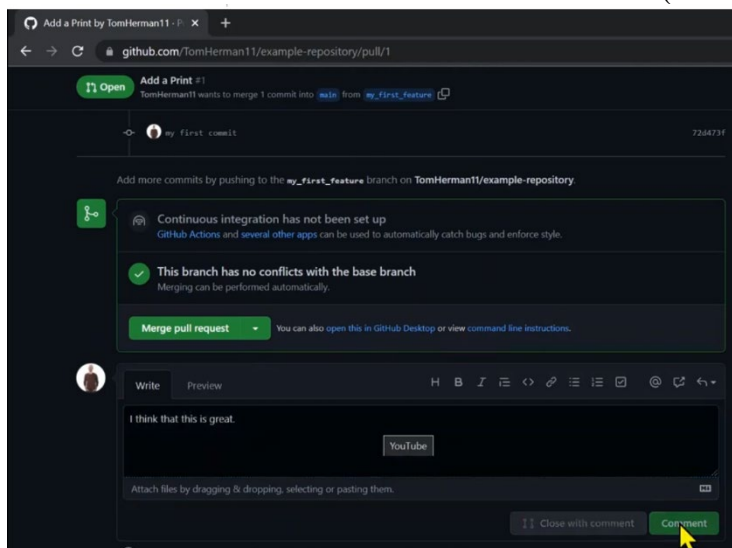 Add a Print by TomHerman11 · P
github.com/TomHerman11/example-repository/pull/1
Open
Add a Print #1
TomHerman11 wants to merge 1 commit into main from my_first_feature
my first commit
72d473f
Add more commits by pushing to the my_first_feature branch on TomHerman11/example-repository.
Continuous integration has not been set up
GitHub Actions and several other apps can be used to automatically catch bugs and enforce style.
This branch has no conflicts with the base branch
Merging can be performed automatically.
Merge pull request
You can also open this in GitHub Desktop or view command line instructions.
Write Preview
I think that this is great.
YouTube
Attach files by dragging & dropping, selecting or pasting them.
Close with comment
Comment